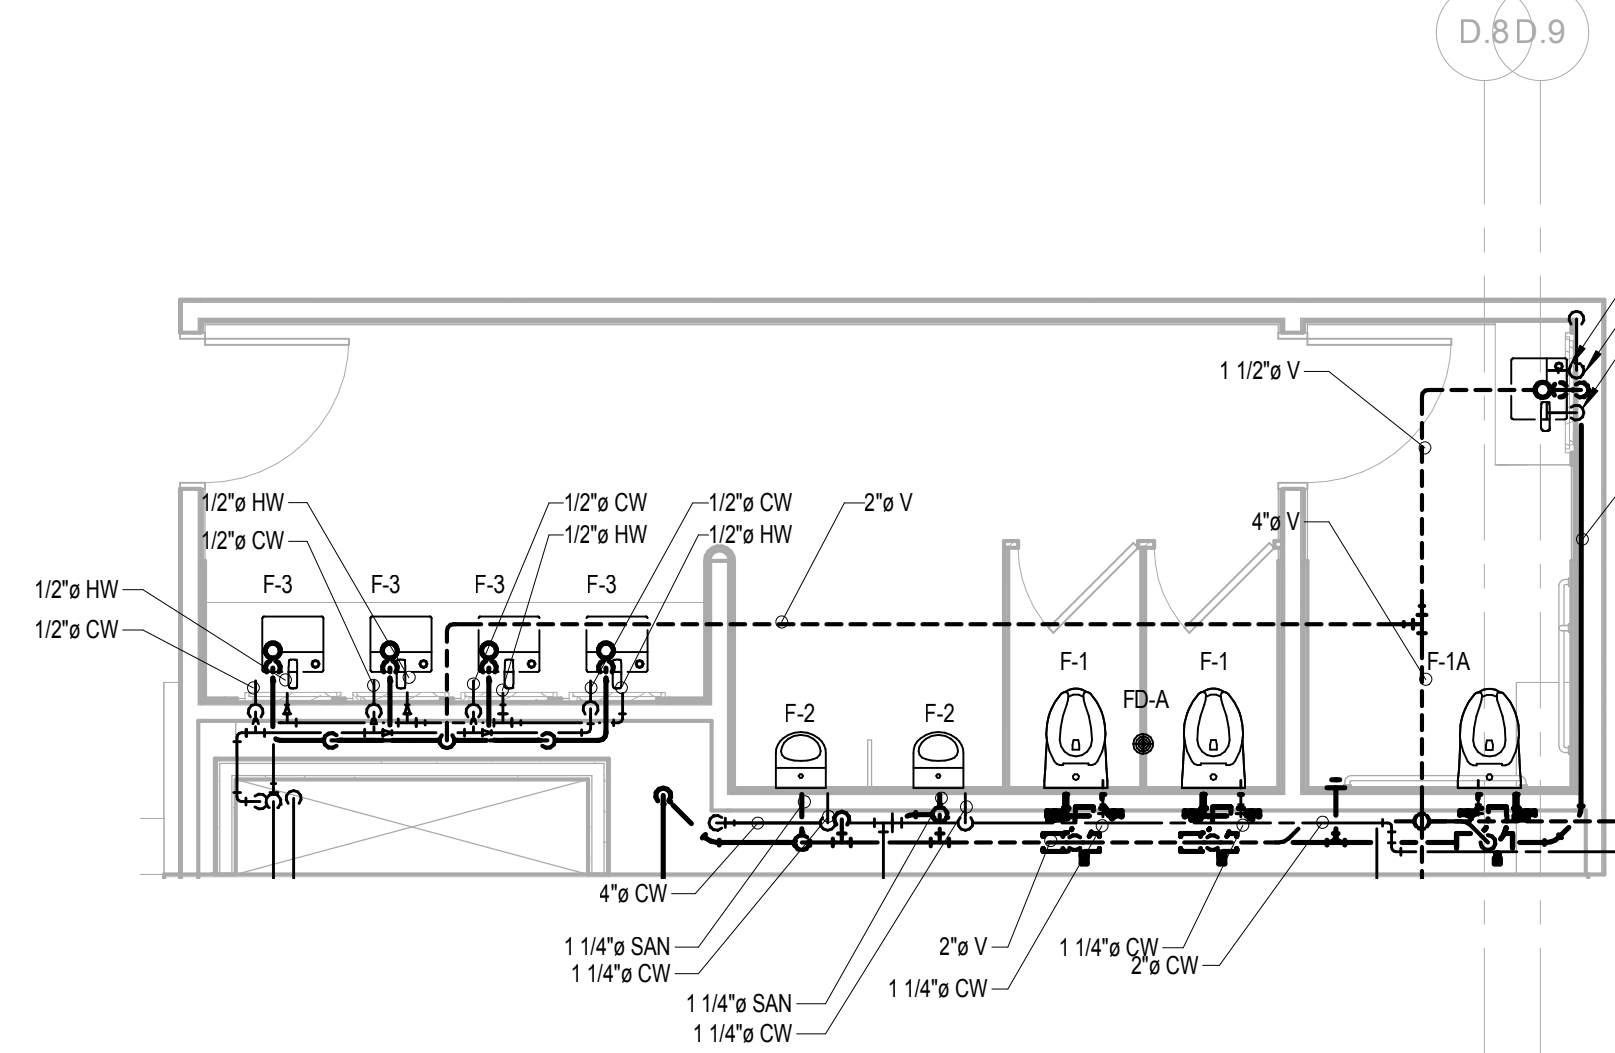 D.8 D.9
1 1/2"ø V
1/2"ø HW
1/2"ø CW
1/2"ø CW
2"ø V
1/2"ø CW
1/2"ø HW
1/2"ø HW
4"ø V
1/2"ø HW
1/2"ø CW
F-3
F-3
F-3
F-3
F-1
F-1
F-1A
FD-A
F-2
F-2
4"ø CW
1 1/4"ø SAN
1 1/4"ø CW
1 1/4"ø SAN
1 1/4"ø CW
2"ø V
1 1/4"ø CW
1 1/4"ø CW
2"ø CW